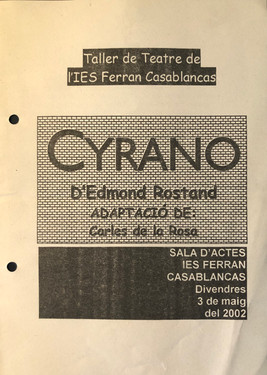 Taller de Teatre de
l'IES Ferran Casablancas
CYRANO
D'Edmond Rostand
ADAPTACIÓ DE:
Carles de la Rosa
SALA D'ACTES
IES FERRAN
CASABLANCAS
Divendres
3 de maig
del 2002